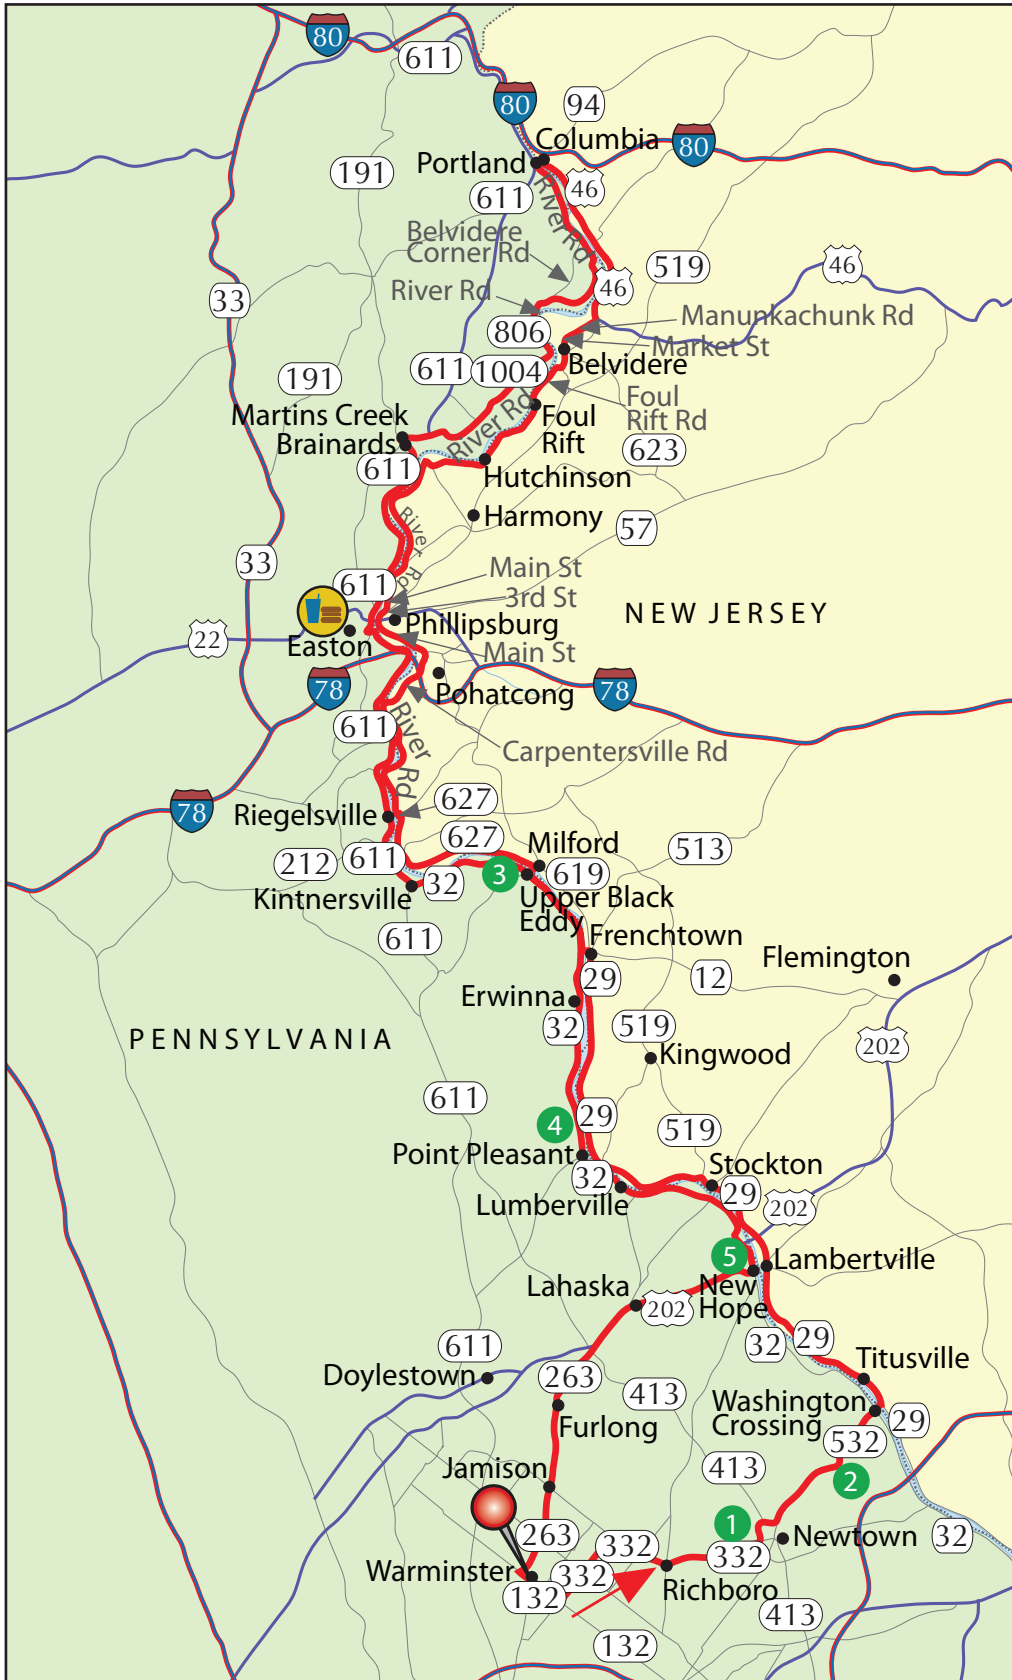 80
611
80
94
Columbia
80
Portland
191
46
611
River Rd
Belvidere
Corner Rd
519
46
River Rd
46
33
806
Manunkachunk Rd
Market St
611
1004
Belvidere
191
Foul
Rift Rd
Martins Creek
River Rd
Foul
Rift
Brainards
623
611
Hutchinson
Harmony
River Rd
57
33
Main St
611
3rd St
NEW JERSEY
Phillipsburg
22
Easton
Main St
78
Pohatcong
78
611
River Rd
Carpentersville Rd
627
78
Riegelsville
627
Milford
513
212
611
32
3
619
Kintnersville
Upper Black
Eddy
611
Frenchtown
Flemington
29
12
Erwinna
32
519
PENNSYLVANIA
Kingwood
202
611
4
29
519
Point Pleasant
Stockton
32
29
Lumberville
202
5
Lambertville
Lahaska
New
Hope
202
611
32
29
Titusville
Doylestown
263
413
Washington
Crossing
29
Furlong
532
Jamison
413
2
1
263
332
Newtown
32
332
Warminster
332
Richboro
132
413
132